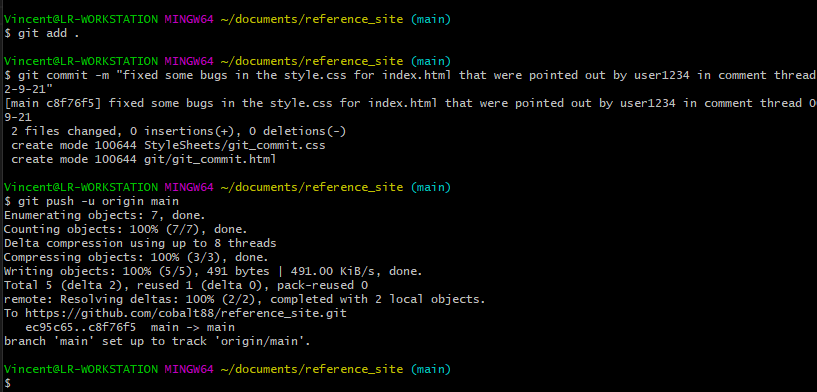 Vincent@LR-WORKSTATION MINGW64 ~/documents/reference_site (main)
$ git add .
Vincent@LR-WORKSTATION MINGW64 ~/documents/reference_site (main)
$ git commit -m "fixed some bugs in the style.css for index.html that were pointed out by user1234 in comment thread
2-9-21"
[main c8f76f5] fixed some bugs in the style.css for index.html that were pointed out by user1234 in comment thread 0
9-21
 2 files changed, 0 insertions(+), 0 deletions(-)
 create mode 100644 StyleSheets/git_commit.css
 create mode 100644 git/git_commit.html
Vincent@LR-WORKSTATION MINGW64 ~/documents/reference_site (main)
$ git push -u origin main
Enumerating objects: 7, done.
Counting objects: 100% (7/7), done.
Delta compression using up to 8 threads
Compressing objects: 100% (3/3), done.
Writing objects: 100% (5/5), 491 bytes | 491.00 KiB/s, done.
Total 5 (delta 2), reused 1 (delta 0), pack-reused 0
remote: Resolving deltas: 100% (2/2), completed with 2 local objects.
To https://github.com/cobalt88/reference_site.git
   ec95c65..c8f76f5  main -> main
branch 'main' set up to track 'origin/main'.
Vincent@LR-WORKSTATION MINGW64 ~/documents/reference_site (main)
$